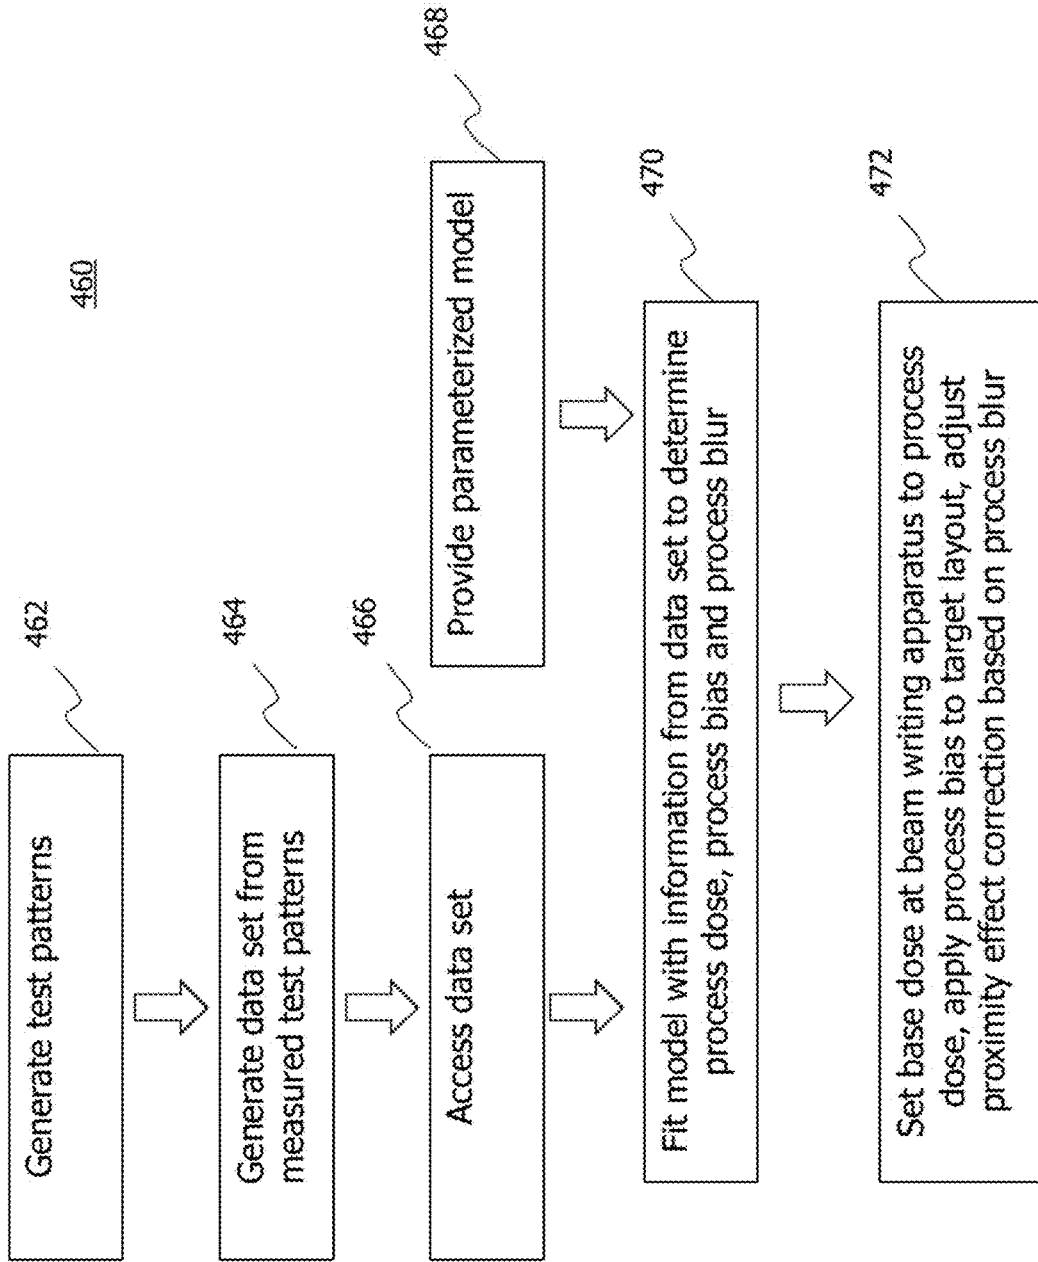 460
462
Generate test patterns
464
Generate data set from
measured test patterns
466
Access data set
468
Provide parameterized model
470
Fit model with information from data set to determine
process dose, process bias and process blur
472
Set base dose at beam writing apparatus to process
dose, apply process bias to target layout, adjust
proximity effect correction based on process blur